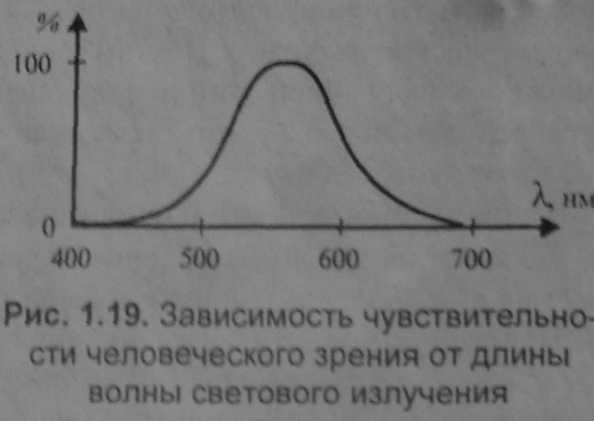 %
100
λ, нм
0
400 500 600 700
Рис. 1.19. Зависимость чувствительно-
сти человеческого зрения от длины
волны светового излучения